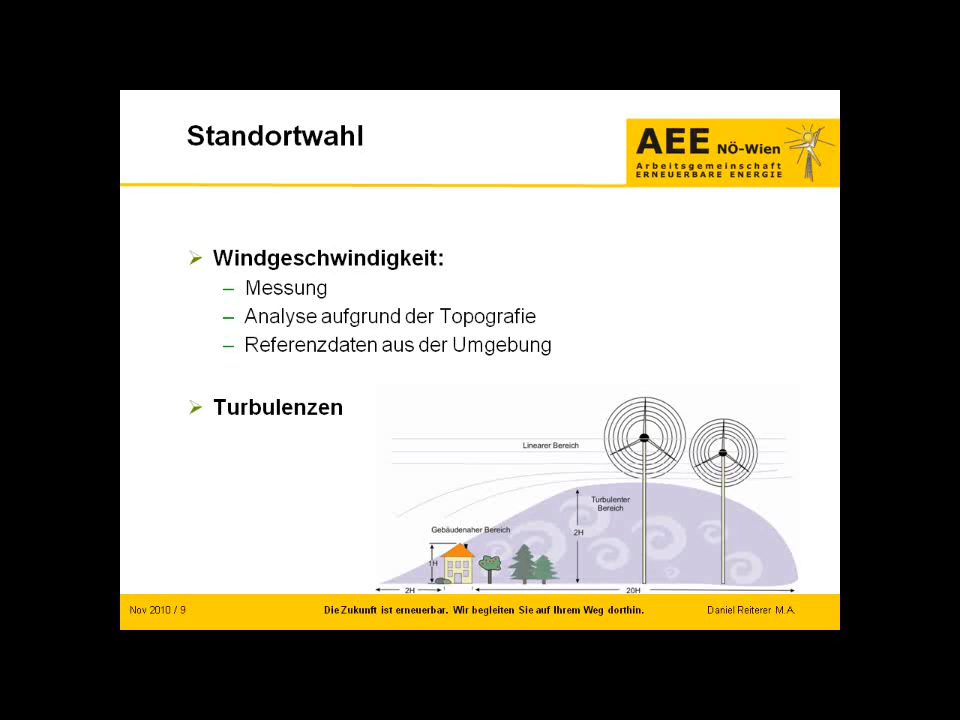 Standortwahl
AEE NÖ-Wien
Arbeitsgemeinschaft
ERNEUERBARE ENERGIE
Windgeschwindigkeit:
– Messung
– Analyse aufgrund der Topografie
– Referenzdaten aus der Umgebung
Turbulenzen
Linearer Bereich
Turbulenter
Bereich
Gebäudenaher Bereich
2H
1H
2H
20H
Nov 2010 / 9
Die Zukunft ist erneuerbar. Wir begleiten Sie auf Ihrem Weg dorthin.
Daniel Reiterer M.A.